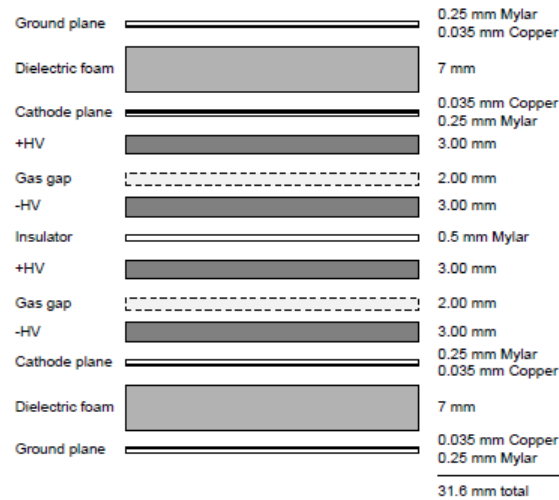 Ground plane
0.25 mm Mylar
0.035 mm Copper
Dielectric foam 7 mm
Cathode plane
0.035 mm Copper
0.25 mm Mylar
+HV 3.00 mm
Gas gap 2.00 mm
-HV 3.00 mm
Insulator 0.5 mm Mylar
+HV 3.00 mm
Gas gap 2.00 mm
-HV 3.00 mm
Cathode plane
0.25 mm Mylar
0.035 mm Copper
Dielectric foam 7 mm
Ground plane
0.035 mm Copper
0.25 mm Mylar
31.6 mm total